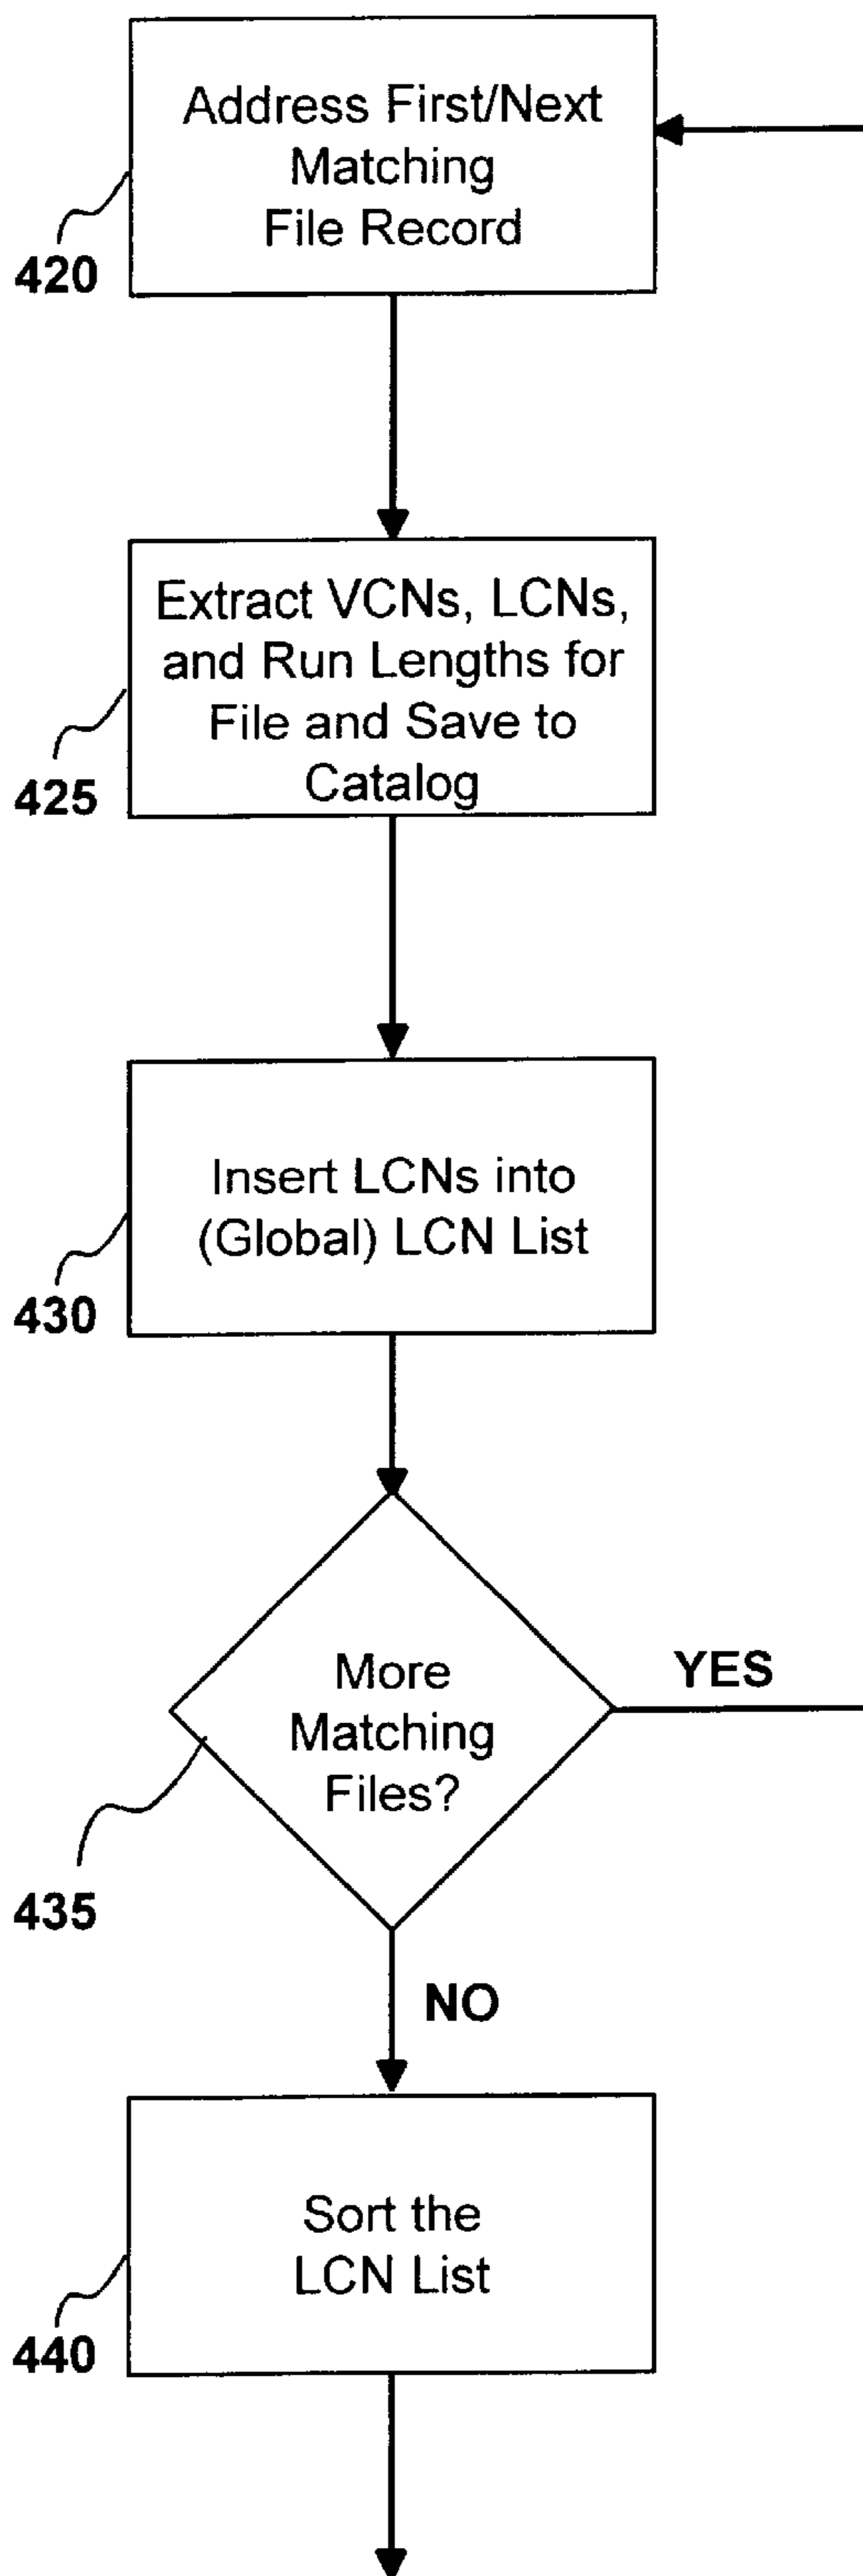 Address First/Next
Matching
File Record
420
Extract VCNs, LCNs,
and Run Lengths for
File and Save to
Catalog
425
Insert LCNs into
(Global) LCN List
430
More
Matching
Files?
YES
435
NO
Sort the
LCN List
440